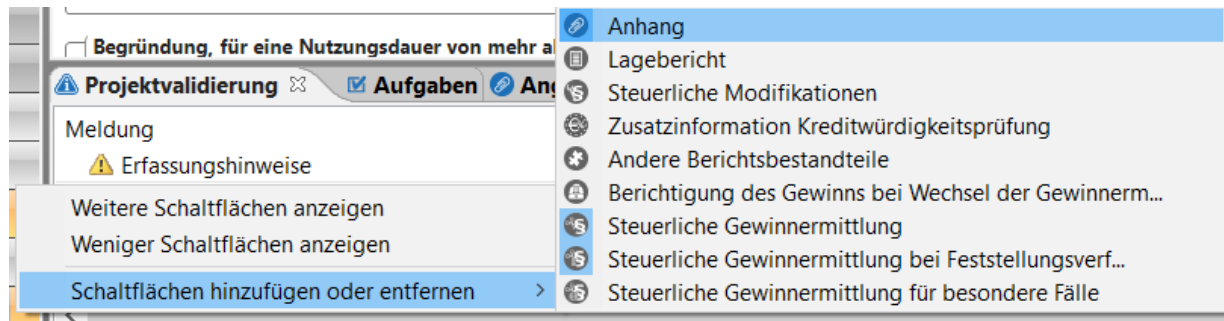 Begründung, für eine Nutzungsdauer von mehr
Projektvalidierung
Aufgaben
Meldung
Erfassungshinweise
Weitere Schaltflächen anzeigen
Weniger Schaltflächen anzeigen
Schaltflächen hinzufügen oder entfernen
Anhang
Lagebericht
Steuerliche Modifikationen
Zusatzinformation Kreditwürdigkeitsprüfung
Andere Berichtsbestandteile
Berichtigung des Gewinns bei Wechsel der Gewinnerm...
Steuerliche Gewinnermittlung
Steuerliche Gewinnermittlung bei Feststellungsverf...
Steuerliche Gewinnermittlung für besondere Fälle